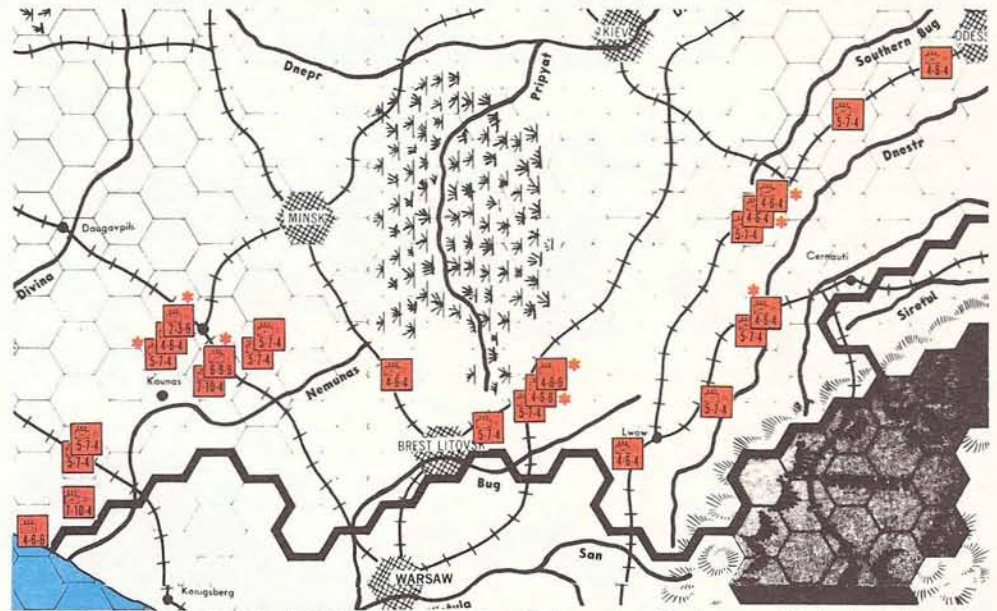 KIEV
ODES
Southern Bug
Dnepr
Pripyat
4-6-4
5-7-4
Dnestr
4-6-4
4-6-4
5-7-4
MINSK
Daugavpils
Cernauti
Divina
Siretul
4-6-4
5-7-4
2-3-6
4-6-4
5-7-4
5-7-4
5-7-4
7-10-4
Kaunas
Nemunas
4-6-4
4-8-6
5-7-4
5-7-4
5-7-4
Lwow
4-6-4
BREST LITOVSK
5-7-4
5-7-4
Bug
7-10-4
4-6-6
San
WARSAW
Konigsberg